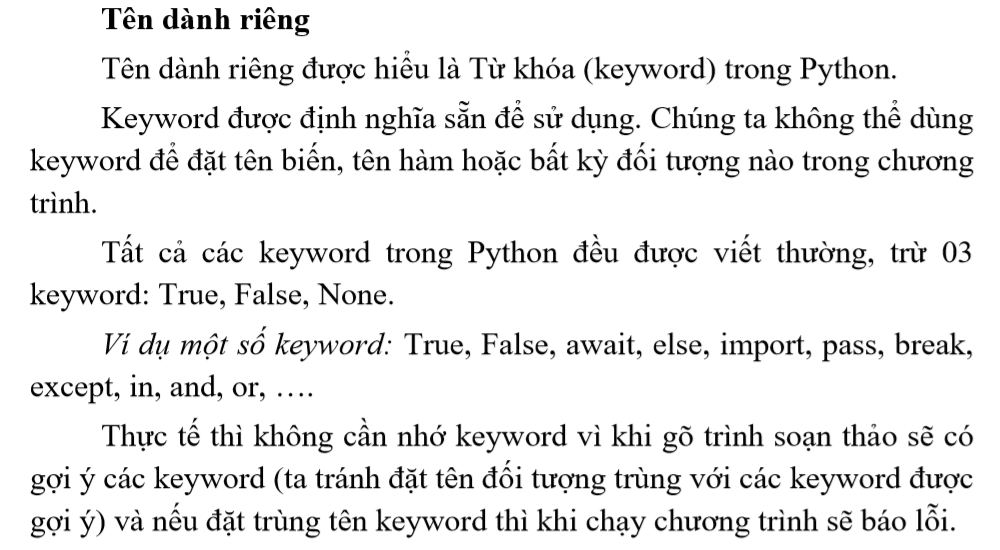 Tên dành riêng
Tên dành riêng được hiểu là Từ khóa (keyword) trong Python.
Keyword được định nghĩa sẵn để sử dụng. Chúng ta không thể dùng
keyword để đặt tên biến, tên hàm hoặc bất kỳ đối tượng nào trong chương
trình.
Tất cả các keyword trong Python đều được viết thường, trừ 03
keyword: True, False, None.
Ví dụ một số keyword: True, False, await, else, import, pass, break,
except, in, and, or, ….
Thực tế thì không cần nhớ keyword vì khi gõ trình soạn thảo sẽ có
gợi ý các keyword (ta tránh đặt tên đối tượng trùng với các keyword được
gợi ý) và nếu đặt trùng tên keyword thì khi chạy chương trình sẽ báo lỗi.